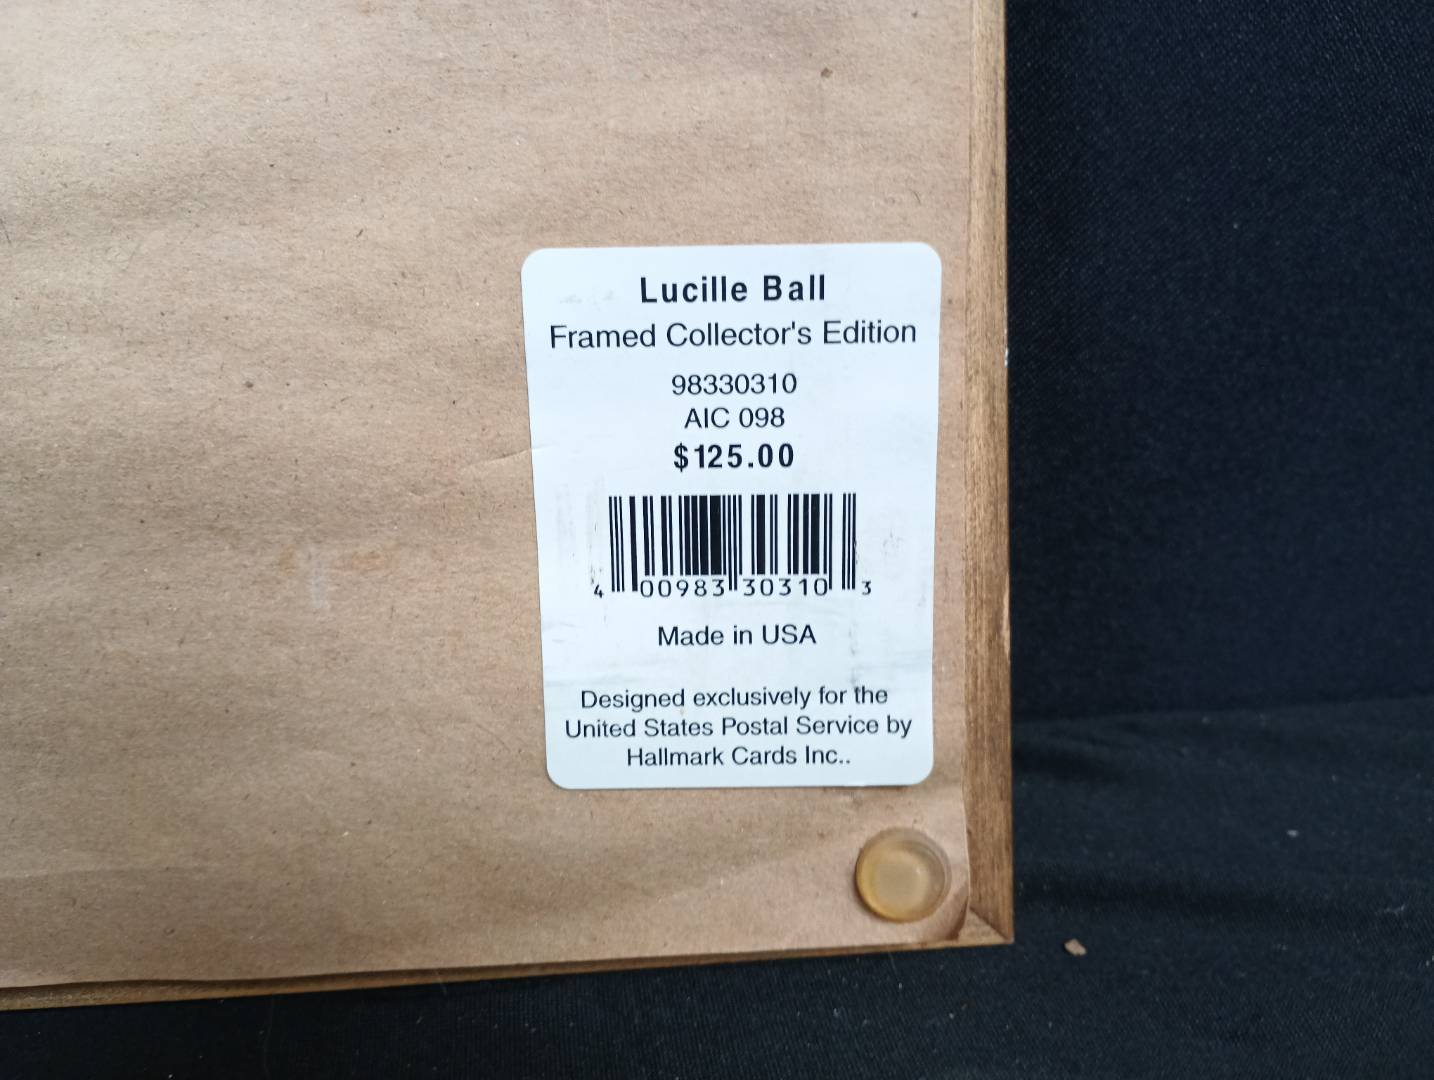 Lucille Ball
Framed Collector's Edition
98330310
AIC 098
$125.00
4 00983 30310 3
Made in USA
Designed exclusively for the
United States Postal Service by
Hallmark Cards Inc..